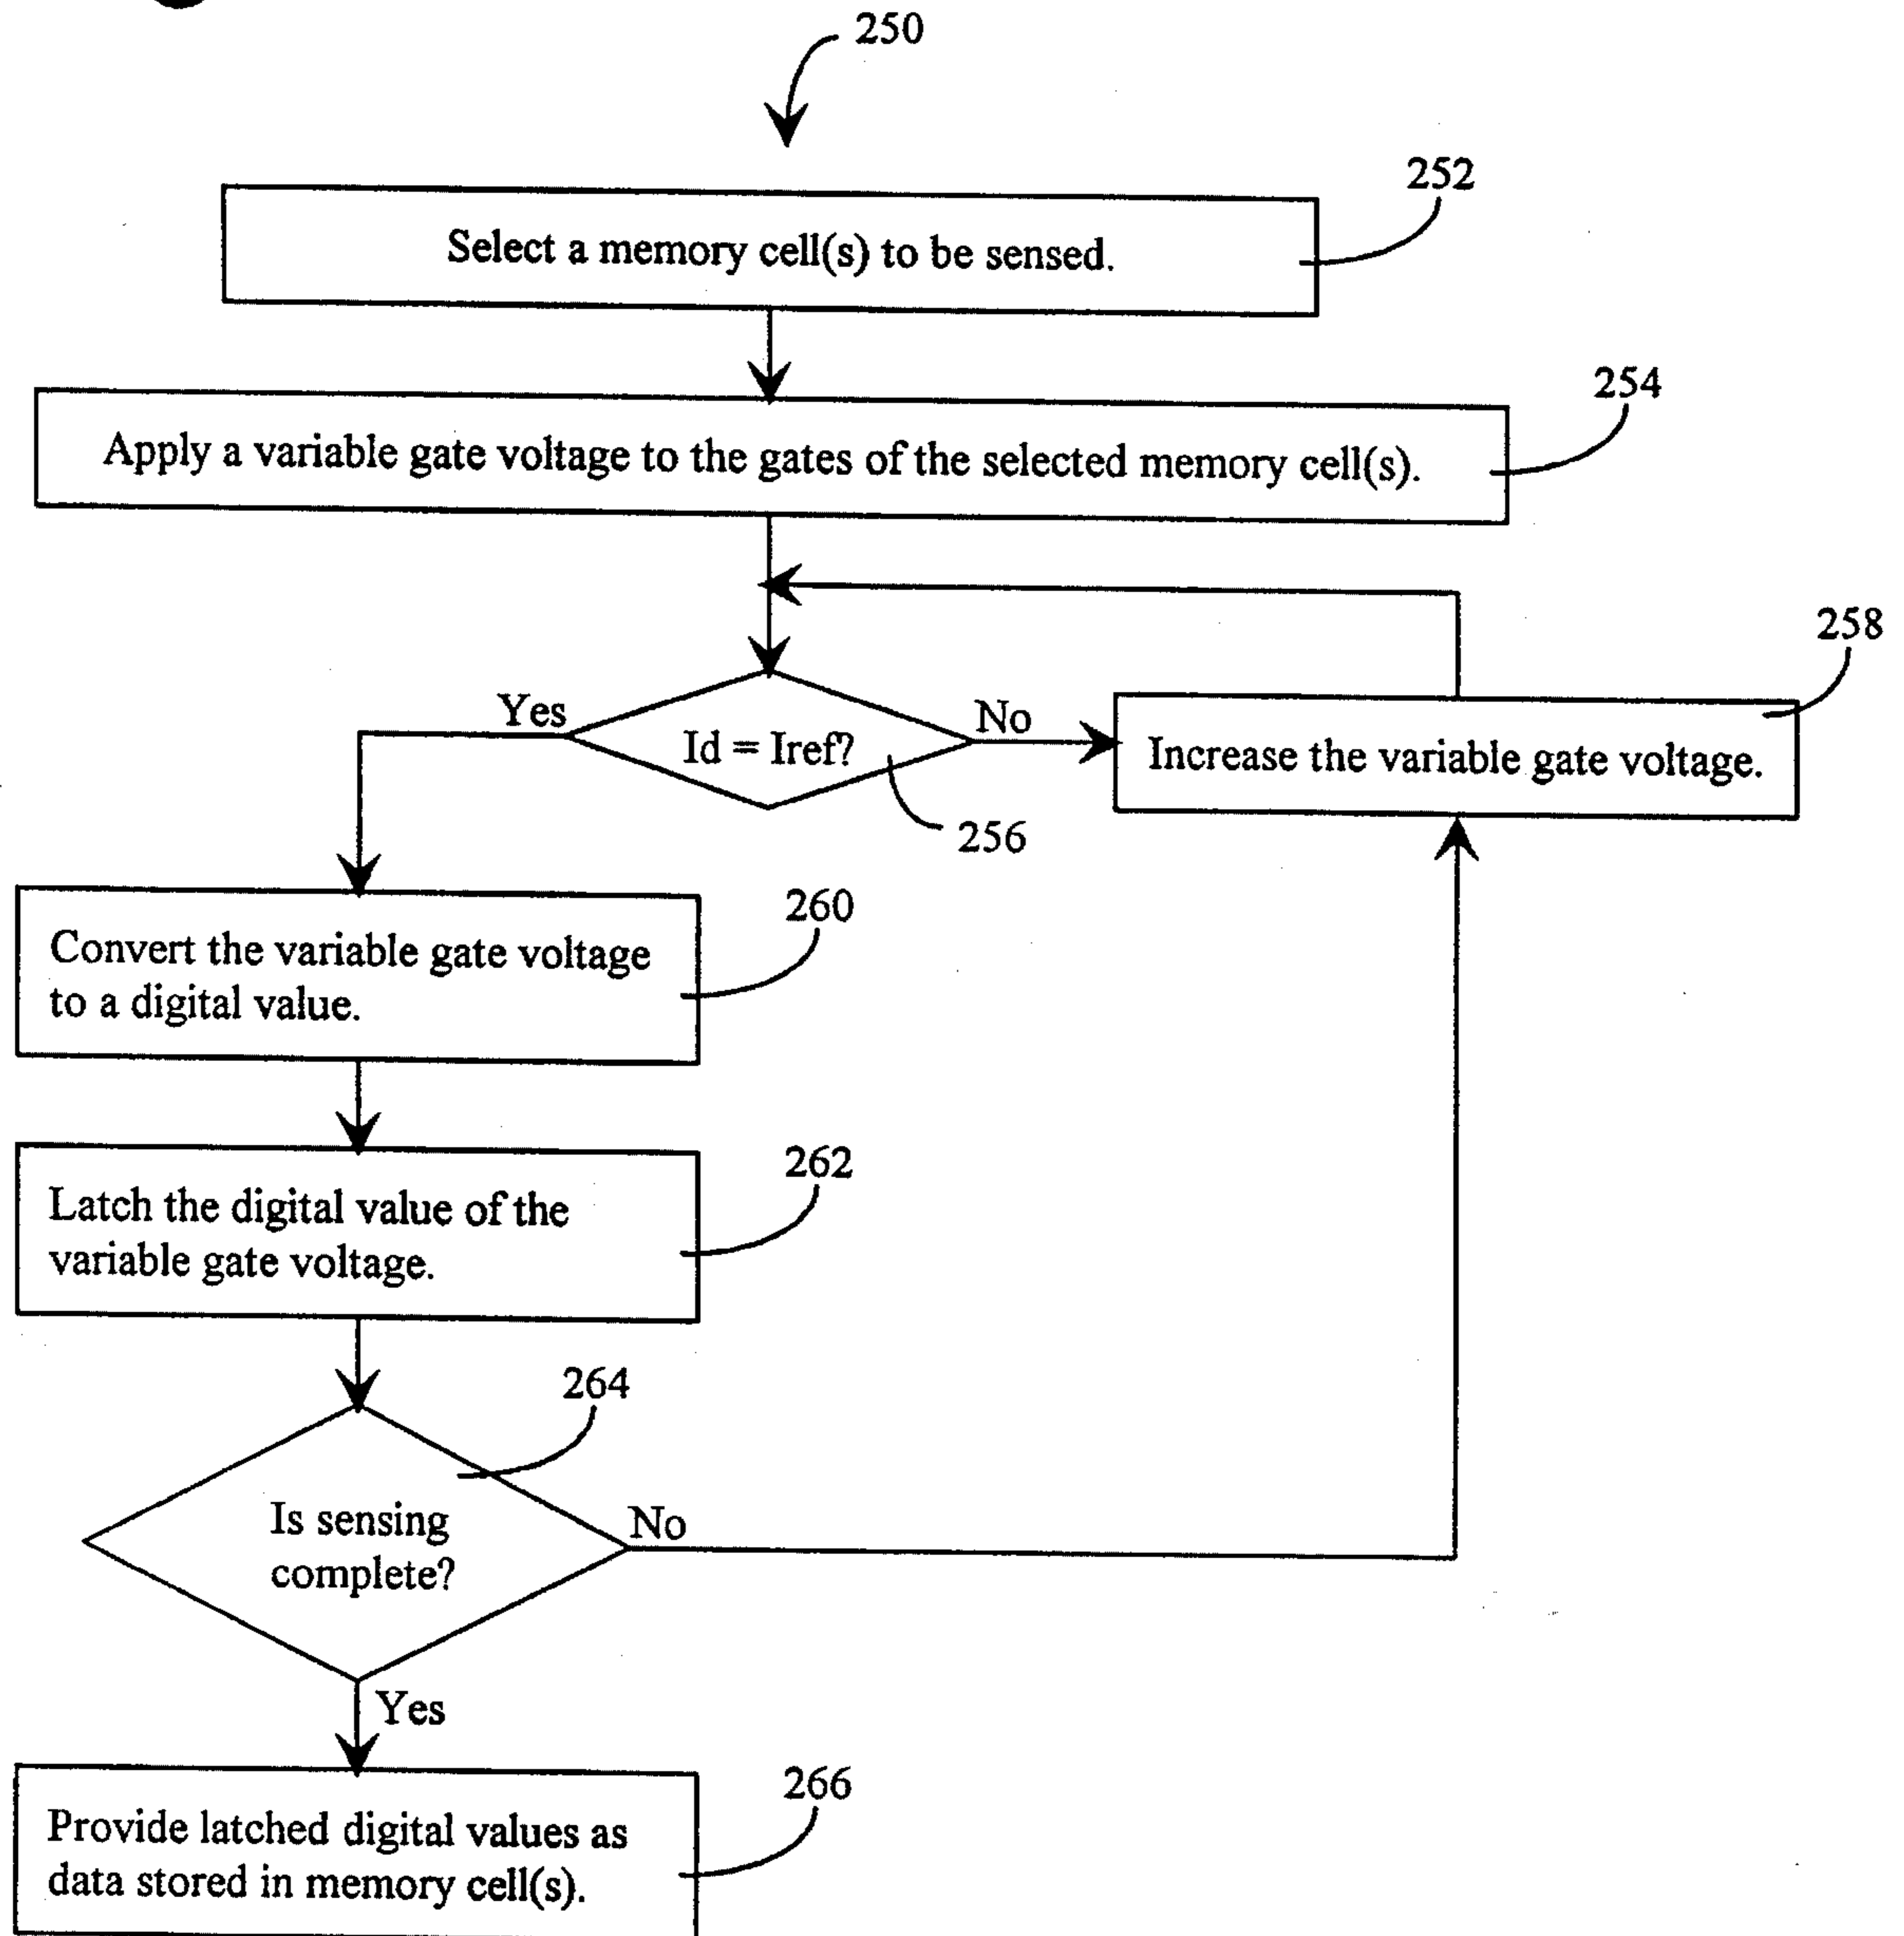 250
252
Select a memory cell(s) to be sensed.
254
Apply a variable gate voltage to the gates of the selected memory cell(s).
258
Yes
No
Id = Iref?
Increase the variable gate voltage.
256
260
Convert the variable gate voltage
to a digital value.
262
Latch the digital value of the
variable gate voltage.
264
Is sensing
complete?
No
Yes
266
Provide latched digital values as
data stored in memory cell(s).